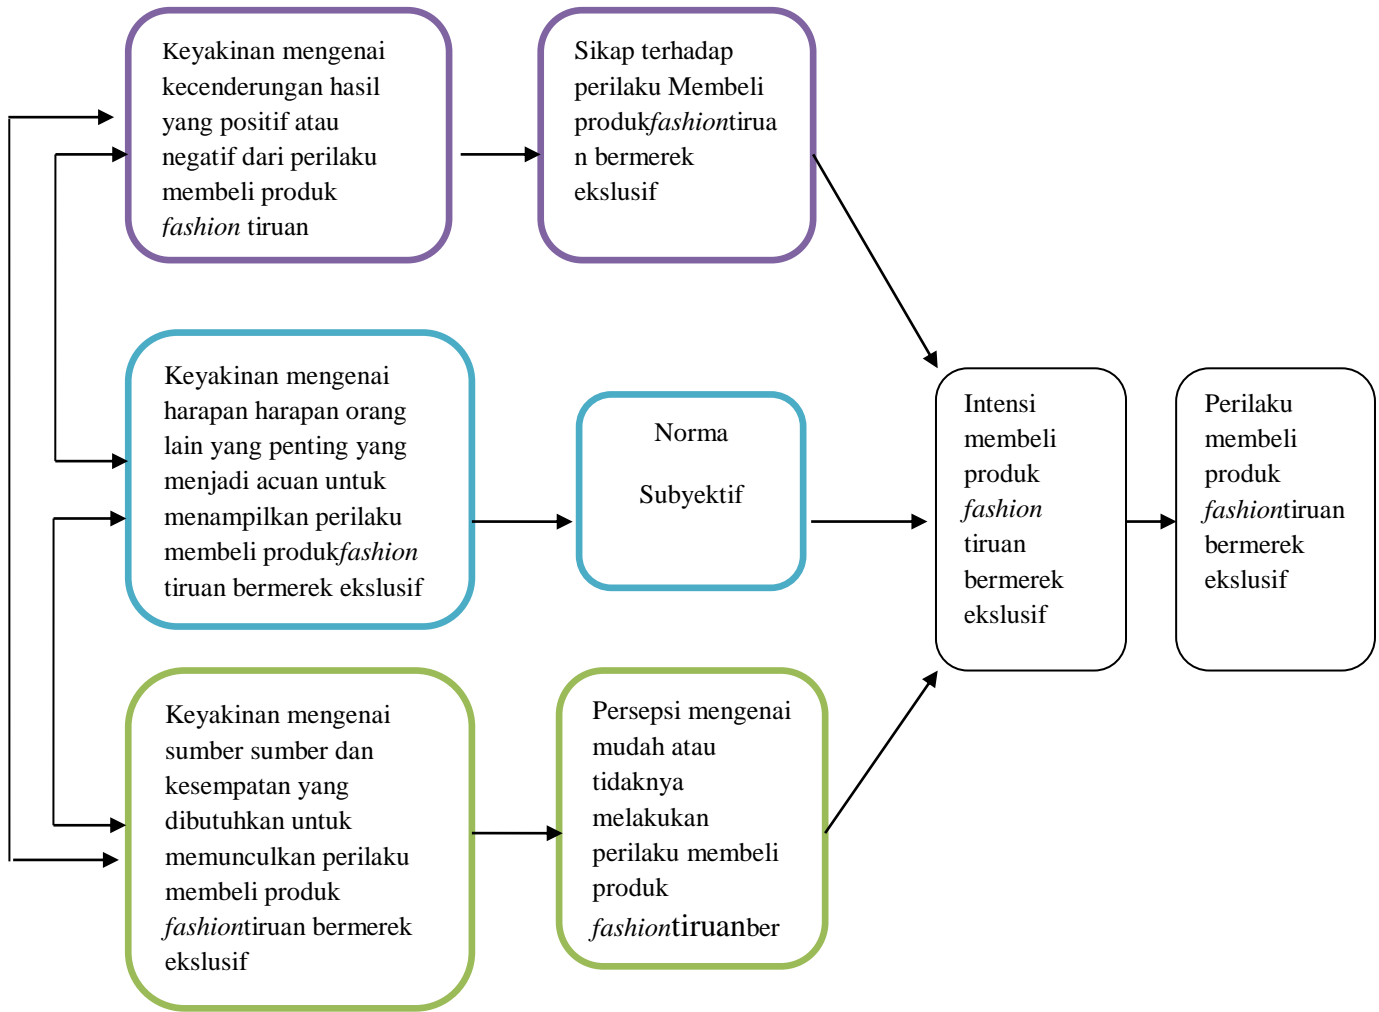 Keyakinan mengenai
kecenderungan hasil
yang positif atau
negatif dari perilaku
membeli produk
fashion tiruan
Sikap terhadap
perilaku Membeli
produkfashiontirua
n bermerek
ekslusif
Keyakinan mengenai
harapan harapan orang
lain yang penting yang
menjadi acuan untuk
menampilkan perilaku
membeli produkfashion
tiruan bermerek ekslusif
Norma
Subyektif
Intensi
membeli
produk
fashion
tiruan
bermerek
ekslusif
Perilaku
membeli
produk
fashiontiruan
bermerek
ekslusif
Keyakinan mengenai
sumber sumber dan
kesempatan yang
dibutuhkan untuk
memunculkan perilaku
membeli produk
fashiontiruan bermerek
ekslusif
Persepsi mengenai
mudah atau
tidaknya
melakukan
perilaku membeli
produk
fashiontiruanber